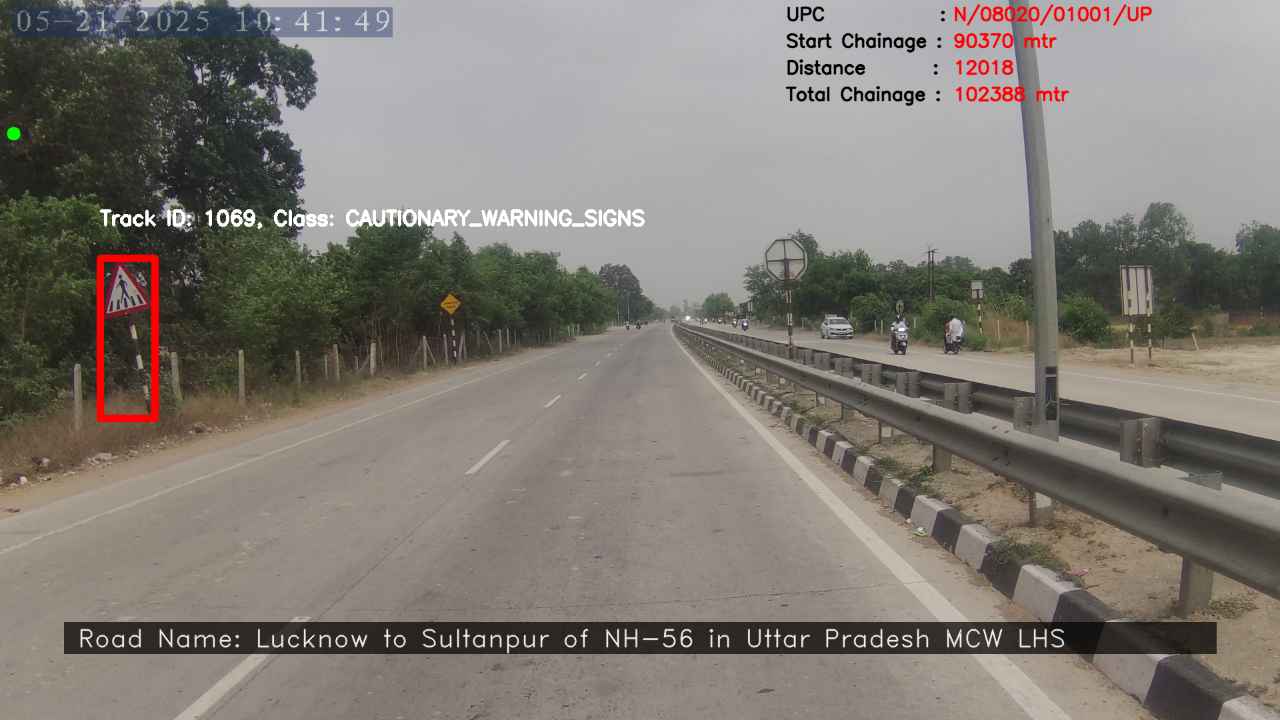 05-21-2025 10:41:49
UPC : N/08020/01001/UP
Start Chainage : 90370 mtr
Distance : 12018
Total Chainage : 102388 mtr
Track ID: 1069, Class: CAUTIONARY_WARNING_SIGNS
Road Name: Lucknow to Sultanpur of NH-56 in Uttar Pradesh MCW LHS